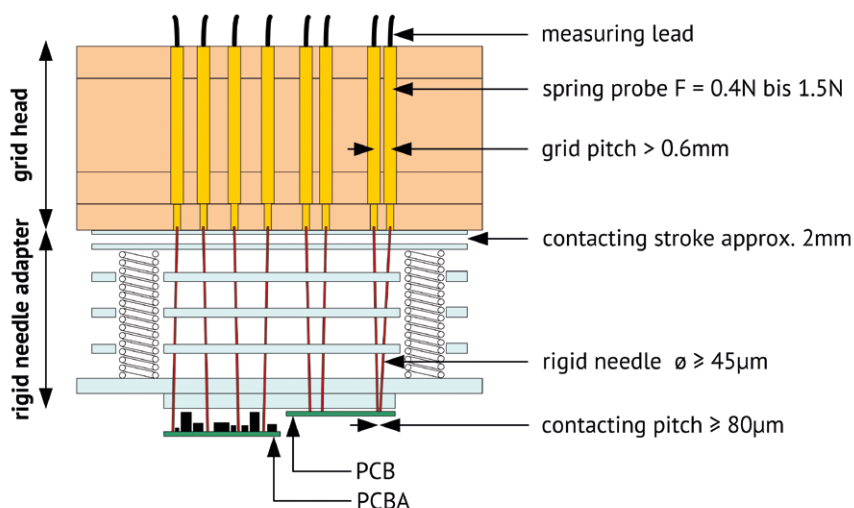 measuring lead
spring probe F = 0.4N bis 1.5N
grid head
grid pitch > 0.6mm
contacting stroke approx. 2mm
rigid needle adapter
rigid needle ø ⩾ 45µm
contacting pitch ⩾ 80µm
PCB
PCBA